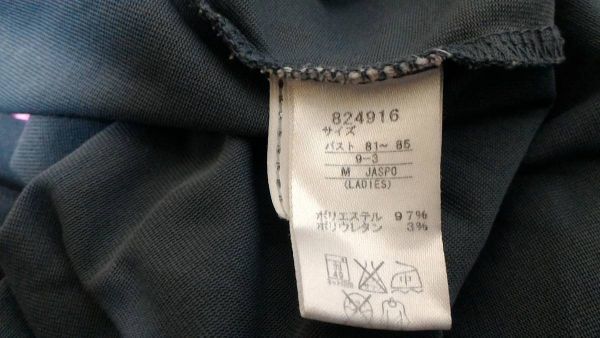 824916
サイズ
バスト 81~ 85
9-3
M JASPO
(LADIES)
ポリエステル 97%
ポリウレタン 3%
中